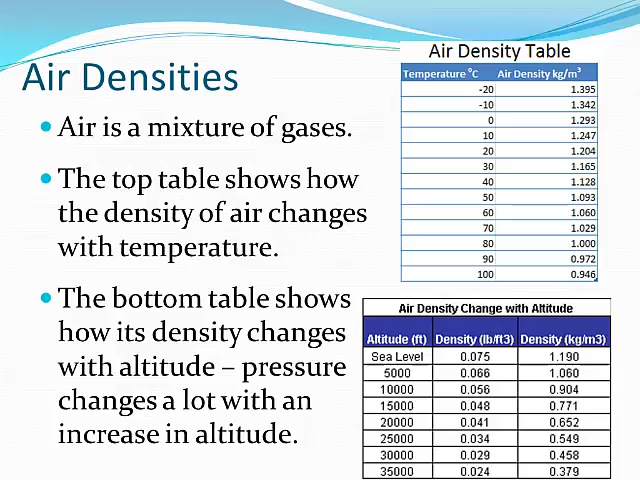 Air Densities
Air is a mixture of gases.
The top table shows how
the density of air changes
with temperature.
The bottom table shows
how its density changes
with altitude – pressure
changes a lot with an
increase in altitude.
Air Density Table
Temperature ⁰C Air Density kg/m³
-20 1.395
-10 1.342
0 1.293
10 1.247
20 1.204
30 1.165
40 1.128
50 1.093
60 1.060
70 1.029
80 1.000
90 0.972
100 0.946
Air Density Change with Altitude
Altitude (ft) Density (lb/ft3) Density (kg/m3)
Sea Level 0.075 1.190
5000 0.066 1.060
10000 0.056 0.904
15000 0.048 0.771
20000 0.041 0.652
25000 0.034 0.549
30000 0.029 0.458
35000 0.024 0.379